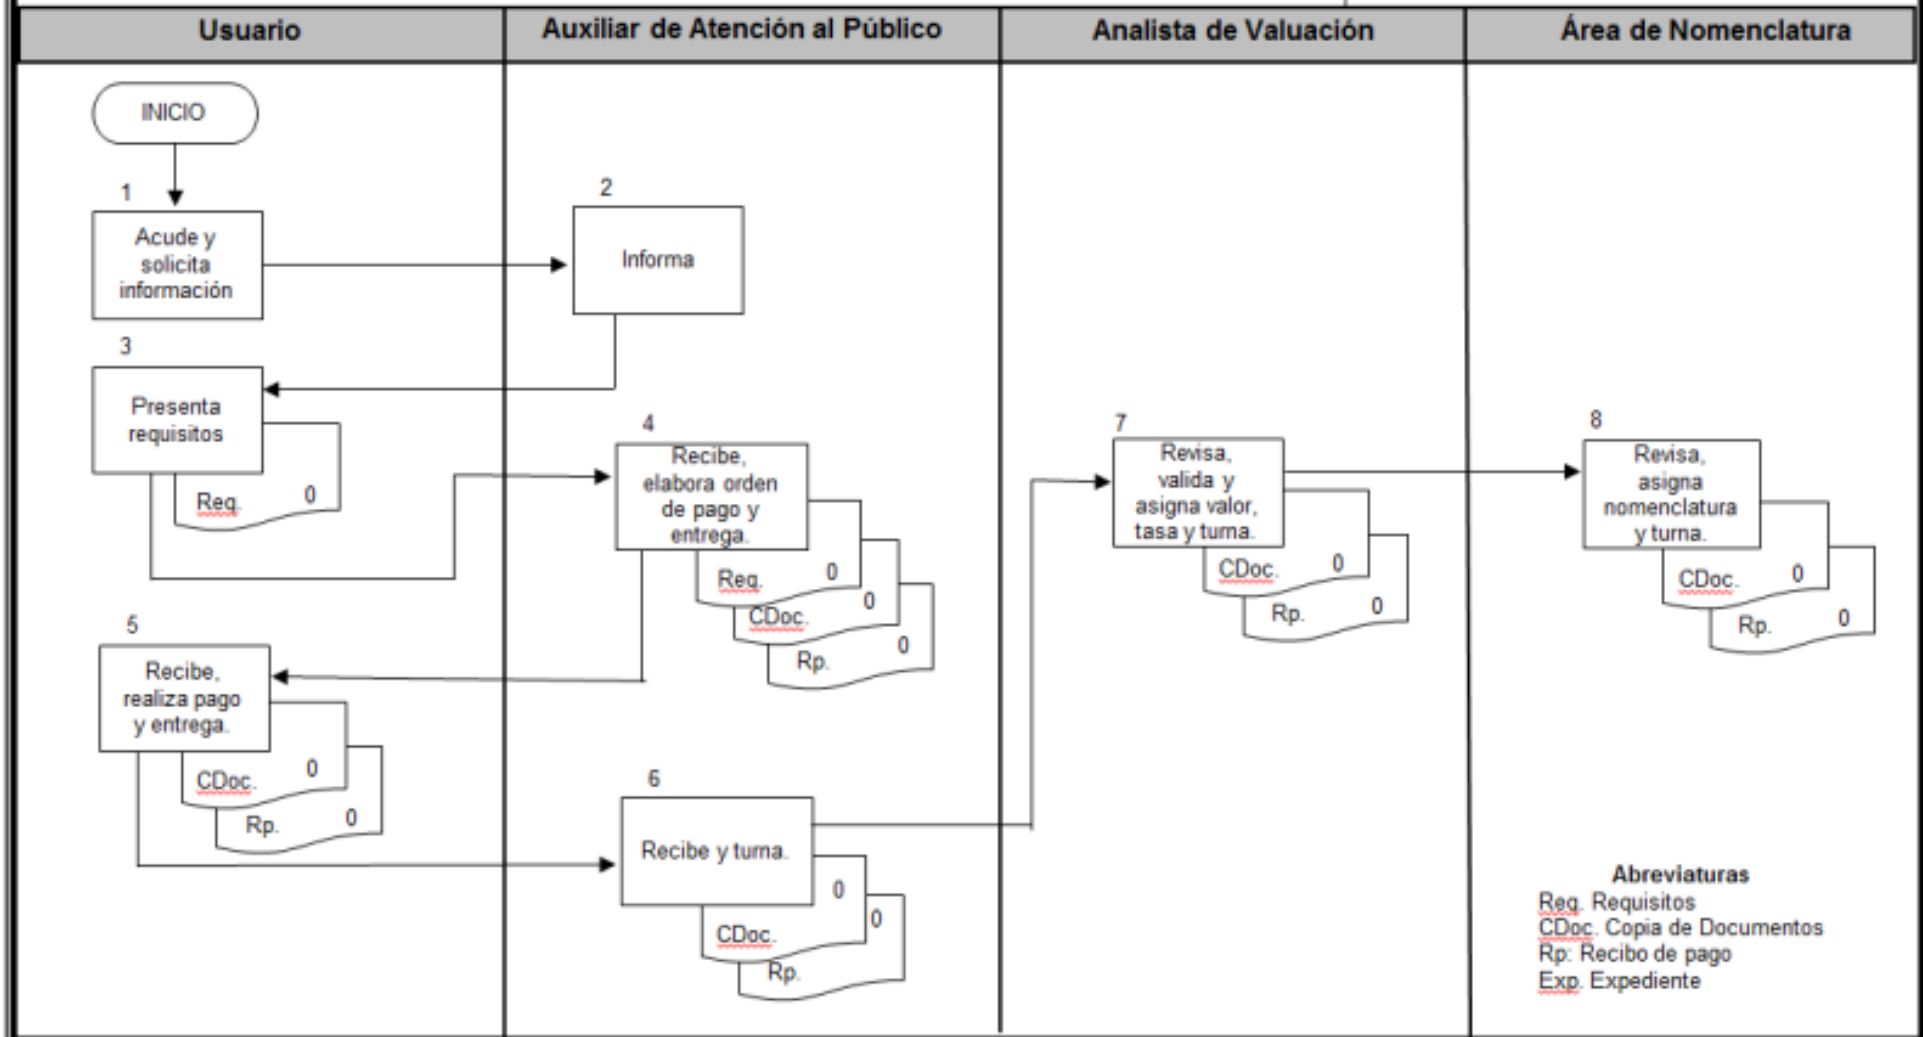 Usuario
Auxiliar de Atención al Público
Analista de Valuación
Área de Nomenclatura
INICIO
1
Acude y
solicita
información
2
Informa
3
Presenta
requisitos
Req.
0
4
Recibe,
elabora orden
de pago y
entrega.
Req.
0
CDoc.
0
Rp.
0
5
Recibe,
realiza pago
y entrega.
CDoc.
0
Rp.
0
6
Recibe y turna.
0
CDoc.
0
Rp.
7
Revisa,
valida y
asigna valor,
tasa y turna.
CDoc.
0
Rp.
0
8
Revisa,
asigna
nomenclatura
y turna.
CDoc.
0
Rp.
0
Abreviaturas
Req. Requisitos
CDoc. Copia de Documentos
Rp: Recibo de pago
Exp. Expediente